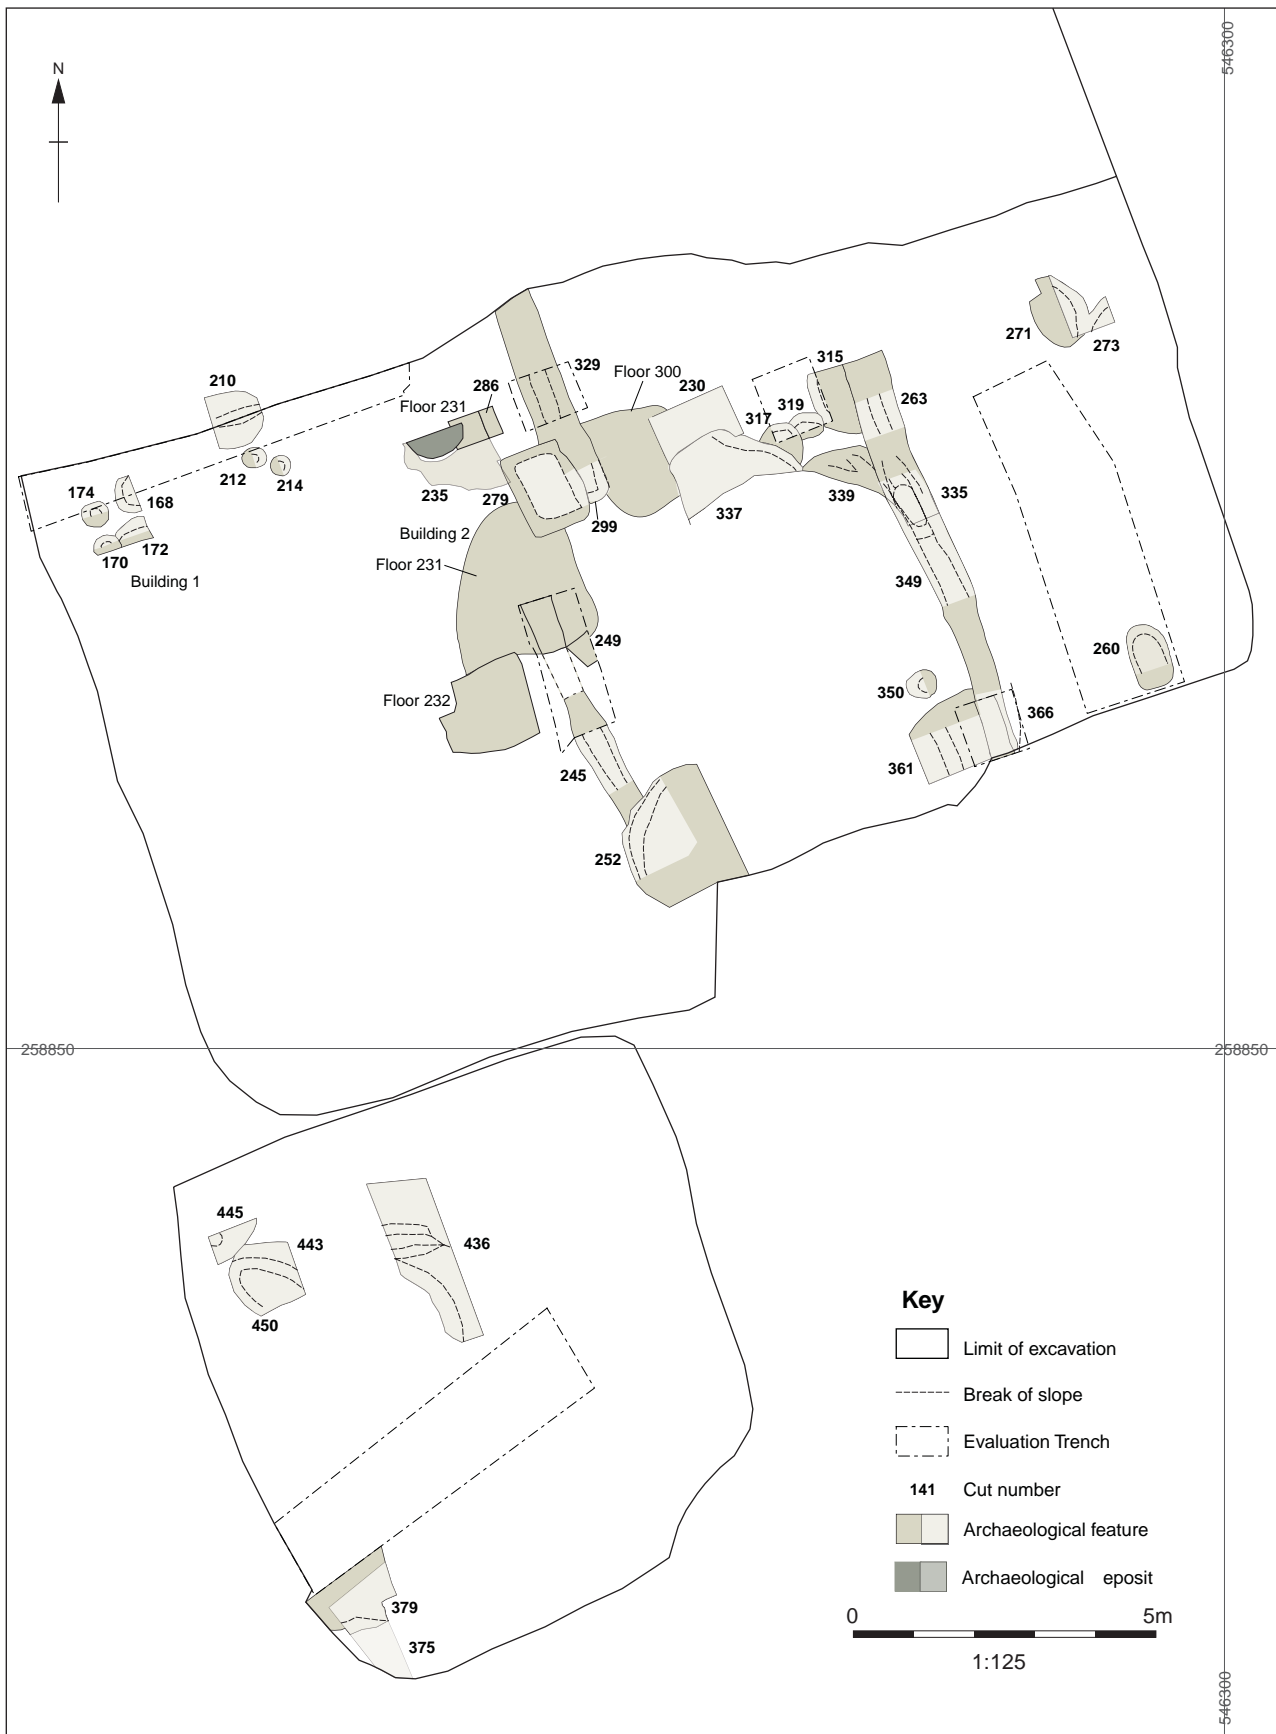 546300
N
315
329
Floor 300
286
230
210
Floor 231
271
273
263
319
317
212
214
174
168
235
279
339
335
299
337
172
170
Building 2
Building 1
Floor 231
349
249
260
350
Floor 232
366
245
361
252
258850
258850
445
443
436
450
Key
Limit of excavation
Break of slope
Evaluation Trench
141 Cut number
Archaeological feature
Archaeological eposit
379
375
0 5m
1:125
546300